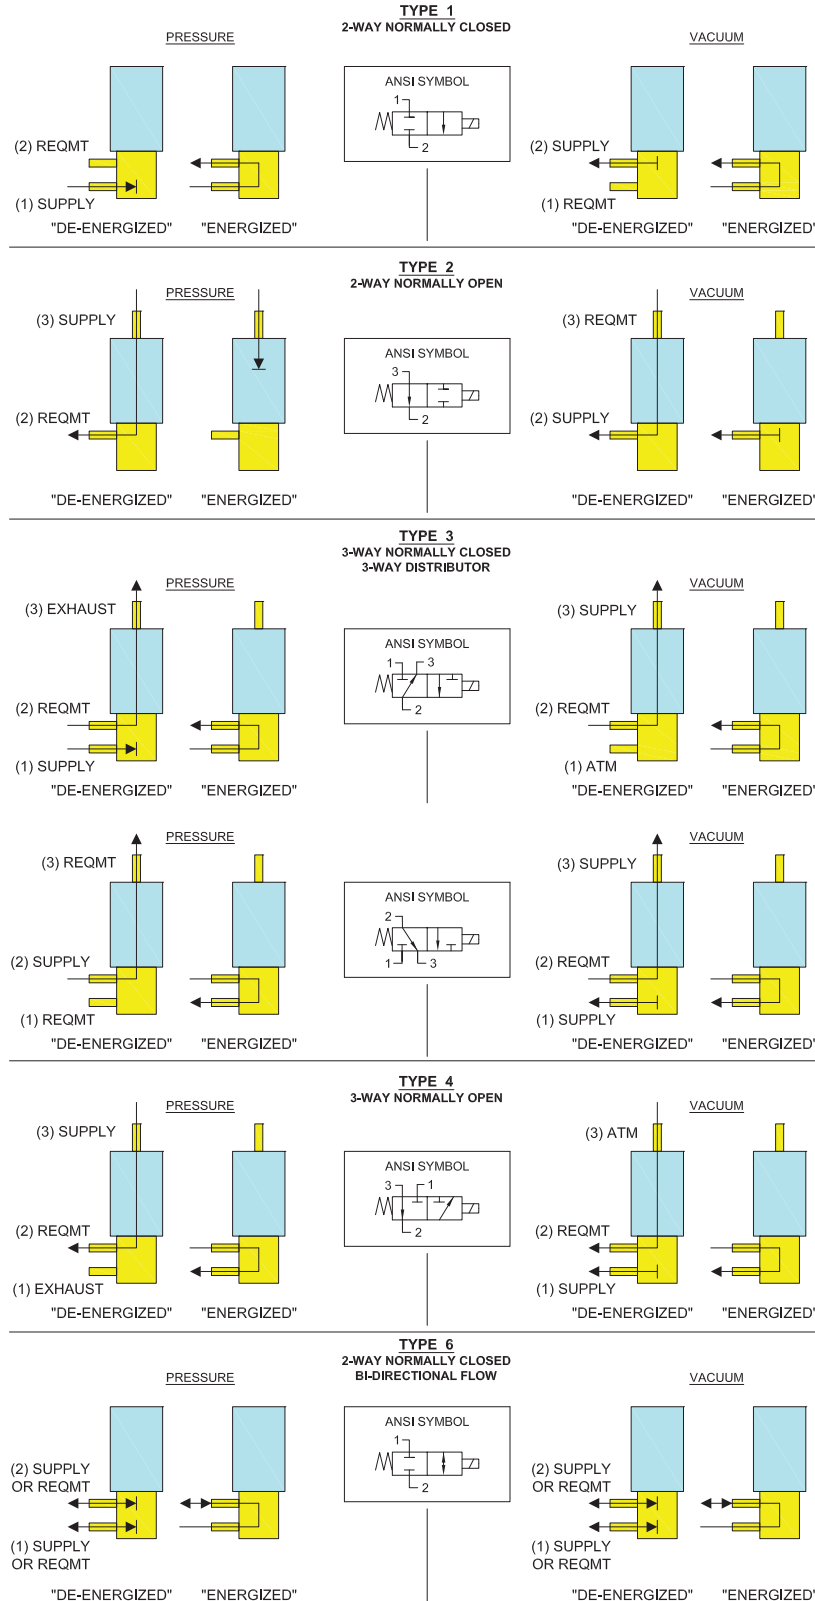 TYPE 1
2-WAY NORMALLY CLOSED
PRESSURE
VACUUM
ANSI SYMBOL
1
2
(2) REQMT
(1) SUPPLY
(2) SUPPLY
(1) REQMT
"DE-ENERGIZED" "ENERGIZED"
"DE-ENERGIZED" "ENERGIZED"
TYPE 2
2-WAY NORMALLY OPEN
PRESSURE
VACUUM
(3) SUPPLY
(3) REQMT
ANSI SYMBOL
3
2
(2) REQMT
(2) SUPPLY
"DE-ENERGIZED" "ENERGIZED"
"DE-ENERGIZED" "ENERGIZED"
TYPE 3
3-WAY NORMALLY CLOSED
3-WAY DISTRIBUTOR
PRESSURE
VACUUM
(3) EXHAUST
(3) SUPPLY
ANSI SYMBOL
1 3
2
(2) REQMT
(1) SUPPLY
(2) REQMT
(1) ATM
"DE-ENERGIZED" "ENERGIZED"
"DE-ENERGIZED" "ENERGIZED"
PRESSURE
VACUUM
(3) REQMT
(3) SUPPLY
ANSI SYMBOL
2
1 3
(2) SUPPLY
(1) REQMT
(2) REQMT
(1) SUPPLY
"DE-ENERGIZED" "ENERGIZED"
"DE-ENERGIZED" "ENERGIZED"
TYPE 4
3-WAY NORMALLY OPEN
PRESSURE
VACUUM
(3) SUPPLY
(3) ATM
ANSI SYMBOL
3 1
2
(2) REQMT
(1) EXHAUST
(2) REQMT
(1) SUPPLY
"DE-ENERGIZED" "ENERGIZED"
"DE-ENERGIZED" "ENERGIZED"
TYPE 6
2-WAY NORMALLY CLOSED
BI-DIRECTIONAL FLOW
PRESSURE
VACUUM
ANSI SYMBOL
1
2
(2) SUPPLY
OR REQMT
(1) SUPPLY
OR REQMT
(2) SUPPLY
OR REQMT
(1) SUPPLY
OR REQMT
"DE-ENERGIZED" "ENERGIZED"
"DE-ENERGIZED" "ENERGIZED"